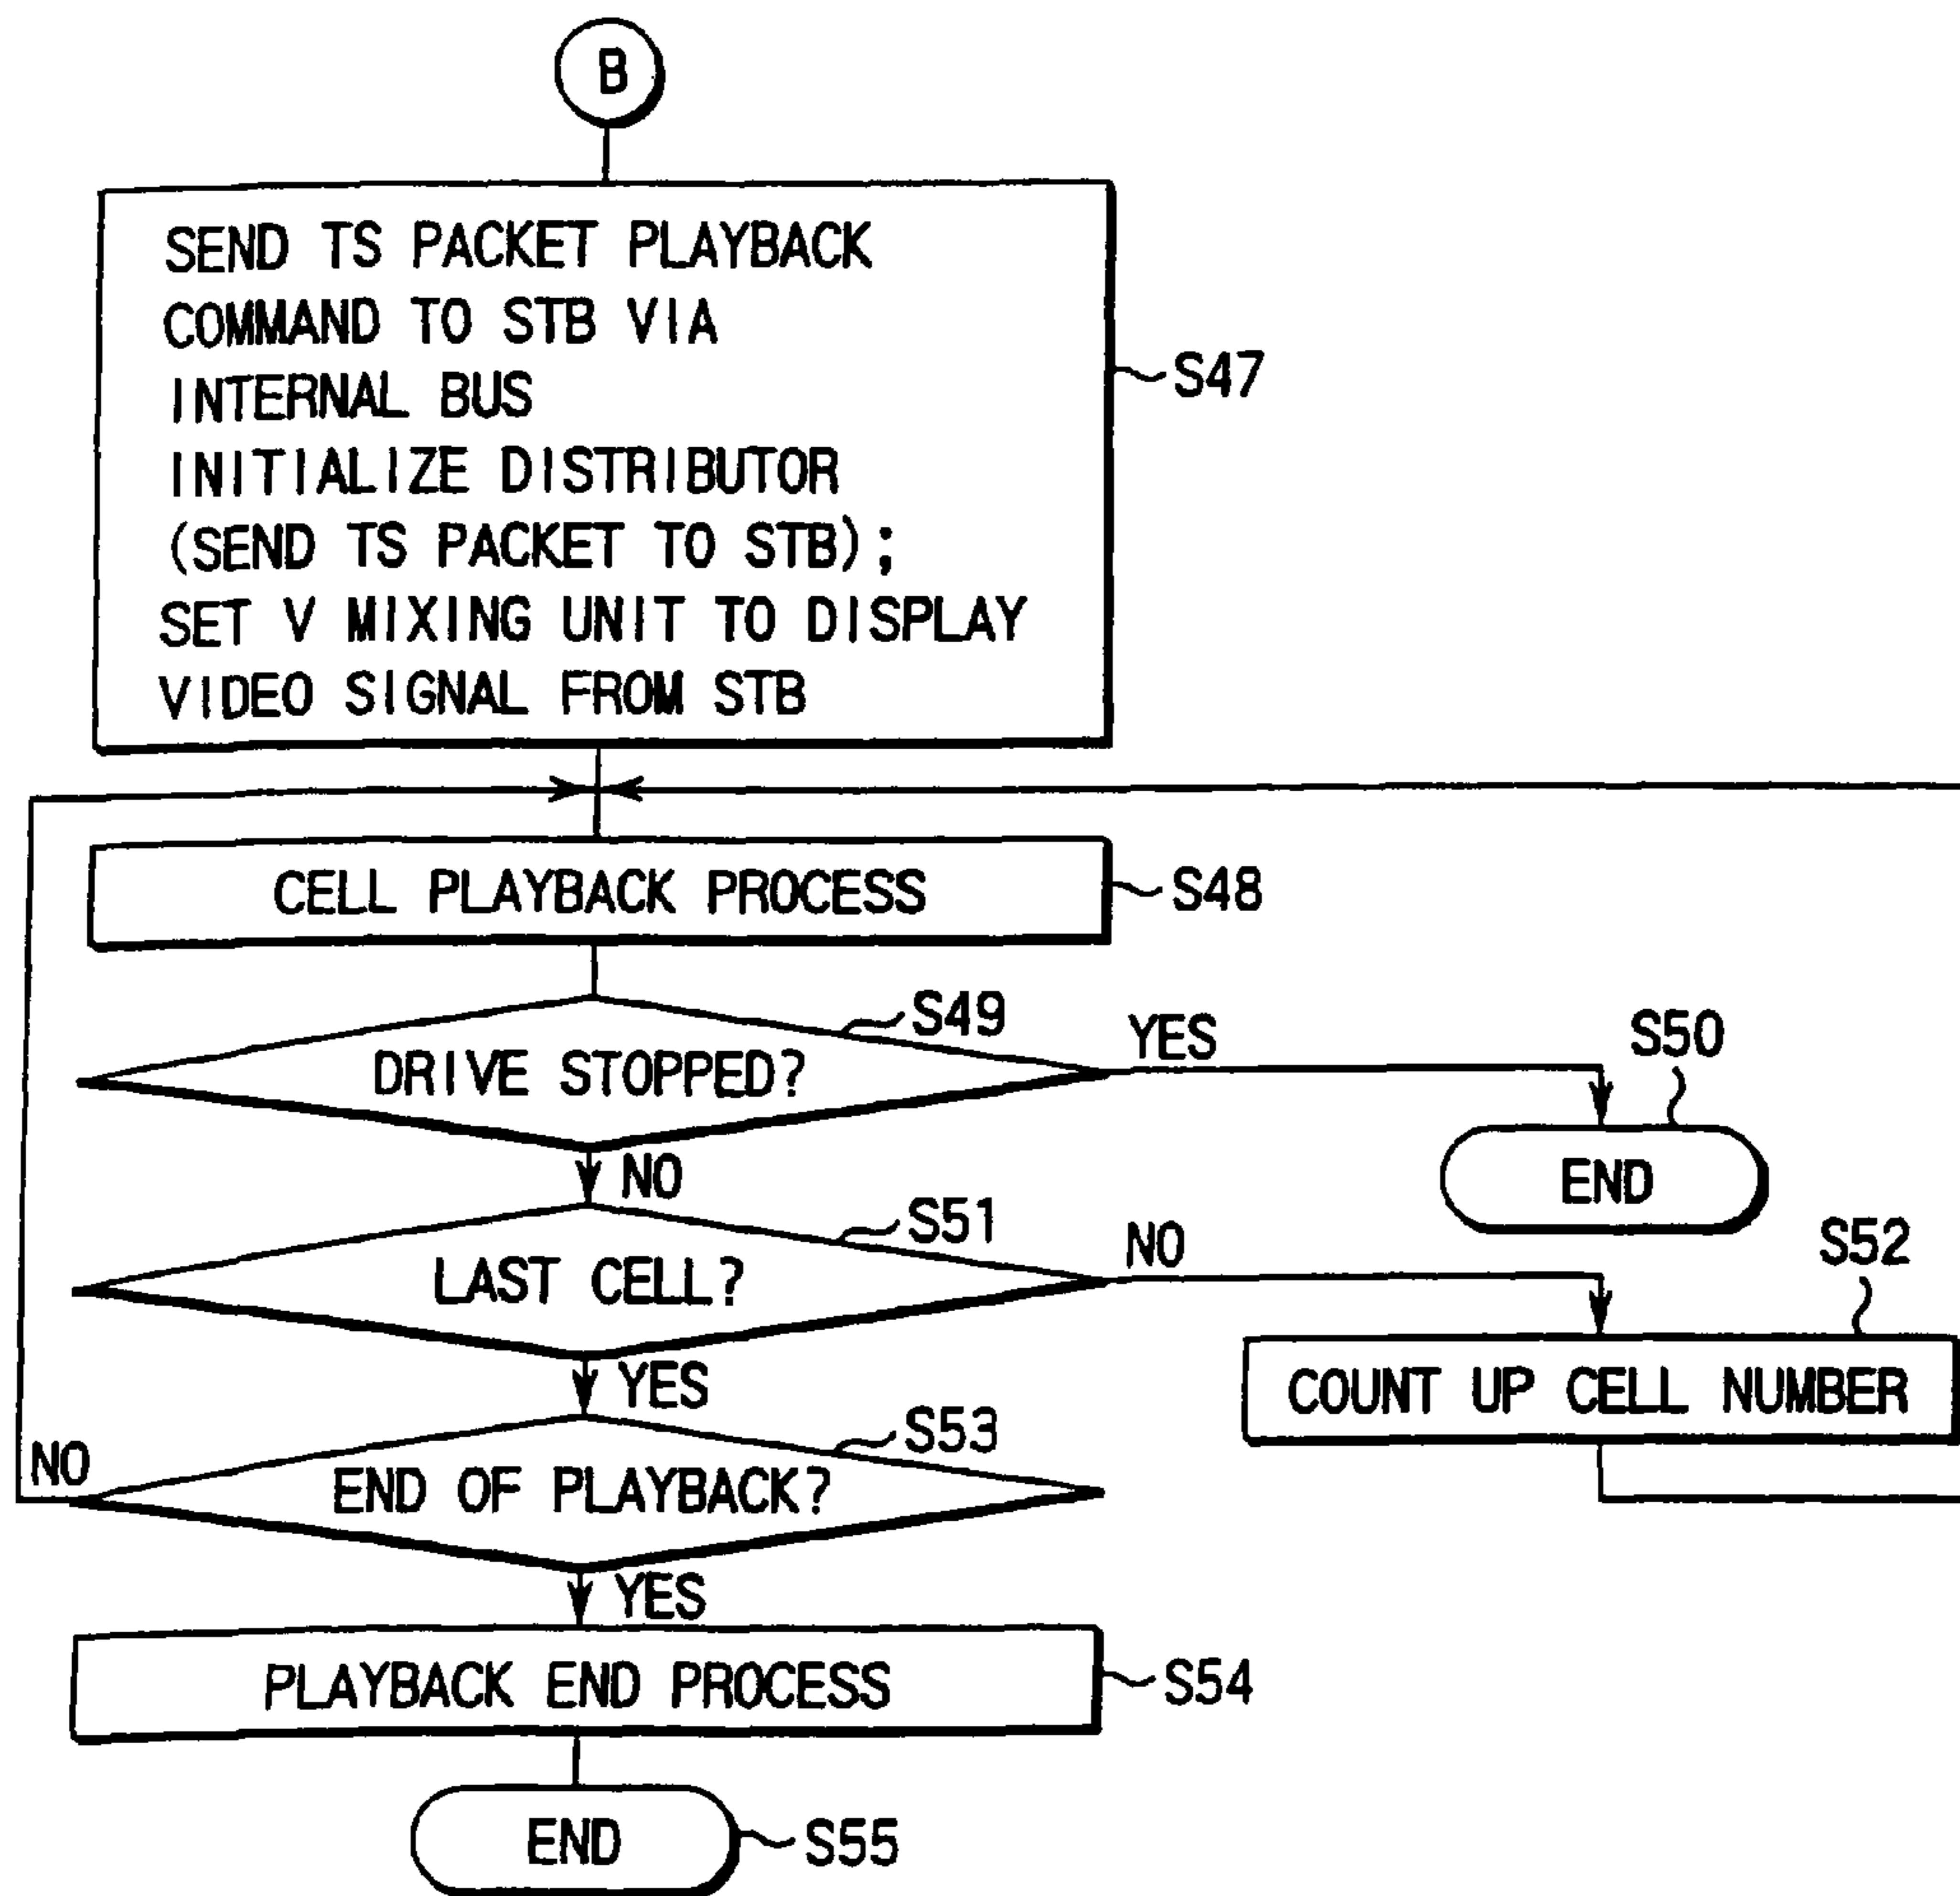 B
SEND TS PACKET PLAYBACK
COMMAND TO STB VIA
INTERNAL BUS
INITIALIZE DISTRIBUTOR
(SEND TS PACKET TO STB);
SET V MIXING UNIT TO DISPLAY
VIDEO SIGNAL FROM STB
S47
CELL PLAYBACK PROCESS
S48
S49
DRIVE STOPPED?
YES
S50
END
NO
S51
LAST CELL?
NO
S52
COUNT UP CELL NUMBER
YES
S53
NO
END OF PLAYBACK?
YES
PLAYBACK END PROCESS
S54
END
S55